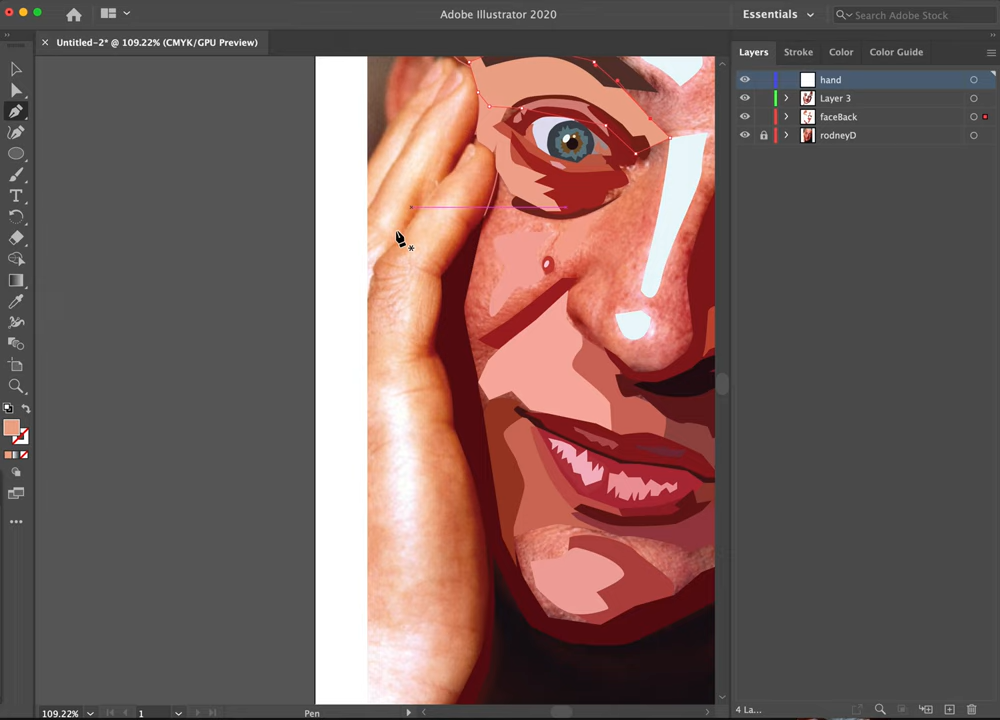 Adobe Illustrator 2020
Essentials
Search Adobe Stock
Untitled-2* @ 109.22% (CMYK/GPU Preview)
Layers Stroke Color Color Guide
hand
Layer 3
faceBack
rodneyD
109.22% 1 Pen
4 La...